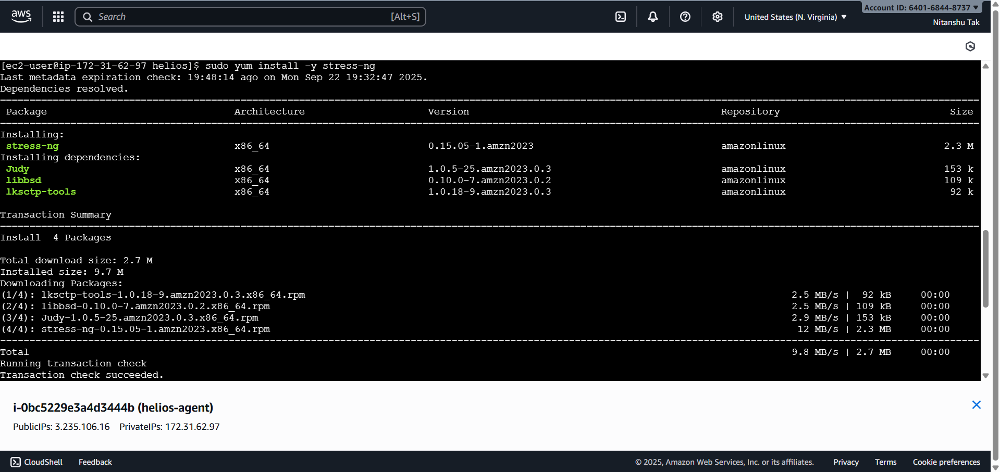 aws
Search [Alt+S]
United States (N. Virginia) ▼
Account ID: 6401-6844-8737 ▼
Nitanshu Tak
[ec2-user@ip-172-31-62-97 helios]$ sudo yum install -y stress-ng
Last metadata expiration check: 19:48:14 ago on Mon Sep 22 19:32:47 2025.
Dependencies resolved.
Package Architecture Version Repository Size
Installing:
stress-ng x86_64 0.15.05-1.amzn2023 amazonlinux 2.3 M
Installing dependencies:
Judy x86_64 1.0.5-25.amzn2023.0.3 amazonlinux 153 k
libbsd x86_64 0.10.0-7.amzn2023.0.2 amazonlinux 109 k
lksctp-tools x86_64 1.0.18-9.amzn2023.0.3 amazonlinux 92 k
Transaction Summary
Install  4 Packages
Total download size: 2.7 M
Installed size: 9.7 M
Downloading Packages:
(1/4): lksctp-tools-1.0.18-9.amzn2023.0.3.x86_64.rpm 2.5 MB/s |  92 kB 00:00
(2/4): libbsd-0.10.0-7.amzn2023.0.2.x86_64.rpm 2.5 MB/s | 109 kB 00:00
(3/4): Judy-1.0.5-25.amzn2023.0.3.x86_64.rpm 2.9 MB/s | 153 kB 00:00
(4/4): stress-ng-0.15.05-1.amzn2023.x86_64.rpm 12 MB/s | 2.3 MB 00:00
Total 9.8 MB/s | 2.7 MB 00:00
Running transaction check
Transaction check succeeded.
i-0bc5229e3a4d3444b (helios-agent)
PublicIPs: 3.235.106.16 PrivateIPs: 172.31.62.97
CloudShell Feedback © 2025, Amazon Web Services, Inc. or its affiliates. Privacy Terms Cookie preferences